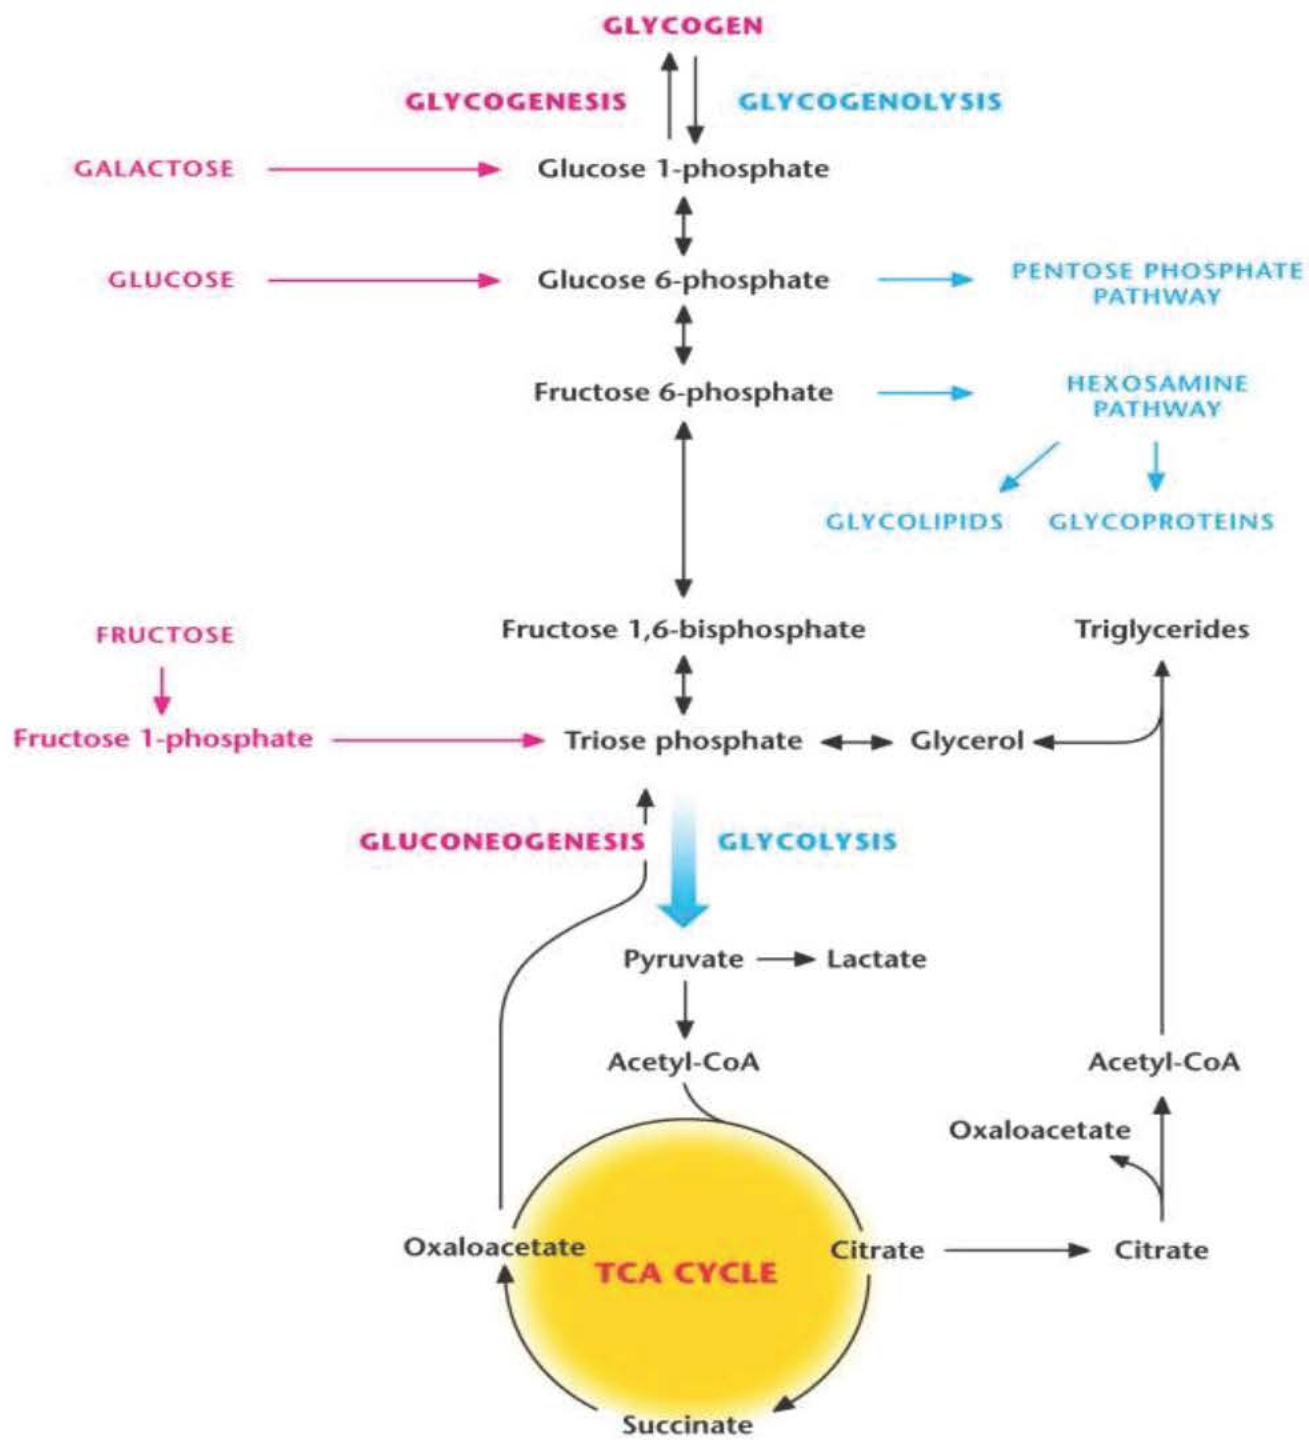 GLYCOGEN
GLYCOGENESIS
GLYCOGENOLYSIS
GALACTOSE
Glucose 1-phosphate
GLUCOSE
Glucose 6-phosphate
PENTOSE PHOSPHATE
PATHWAY
Fructose 6-phosphate
HEXOSAMINE
PATHWAY
GLYCOLIPIDS
GLYCOPROTEINS
FRUCTOSE
Fructose 1,6-bisphosphate
Triglycerides
Fructose 1-phosphate
Triose phosphate
Glycerol
GLUCONEOGENESIS
GLYCOLYSIS
Pyruvate
Lactate
Acetyl-CoA
Acetyl-CoA
Oxaloacetate
Oxaloacetate
TCA CYCLE
Citrate
Citrate
Succinate